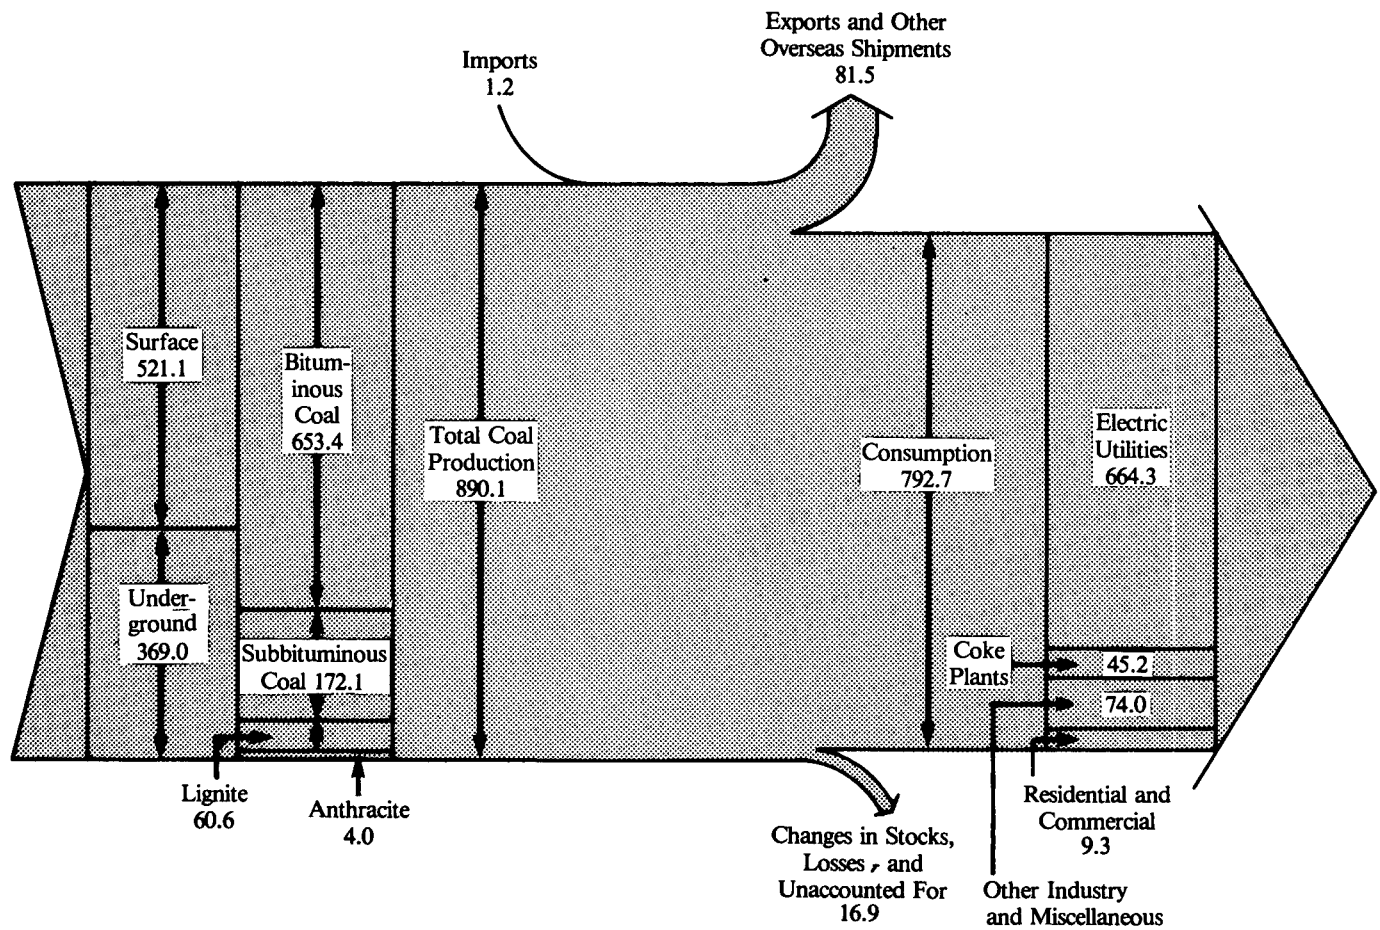 Exports and Other
Overseas Shipments
81.5
Imports
1.2
Surface
521.1
Bitum-
inous
Coal
653.4
Total Coal
Production
890.1
Consumption
792.7
Electric
Utilities
664.3
Under-
ground
369.0
Subbituminous
Coal 172.1
Coke
Plants
45.2
74.0
Lignite
60.6
Anthracite
4.0
Residential and
Commercial
9.3
Changes in Stocks,
Losses, and
Unaccounted For
16.9
Other Industry
and Miscellaneous